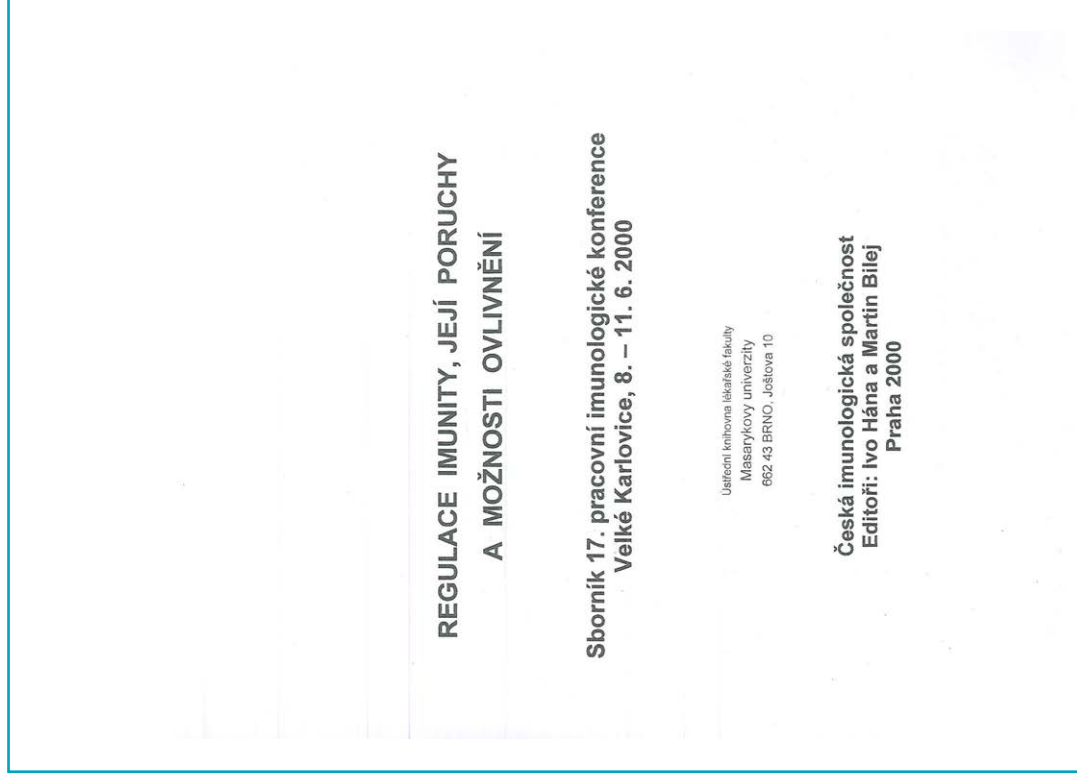 REGULACE IMUNITY, JEJÍ PORUCHY
A MOŽNOSTI OVLIVNĚNÍ
Sborník 17. pracovní imunologické konference
Velké Karlovice, 8. – 11. 6. 2000
Ústřední knihovna lékařské fakulty
Masarykovy univerzity
662 43 BRNO, Joštova 10
Česká imunologická společnost
Editoři: Ivo Hána a Martin Bilej
Praha 2000